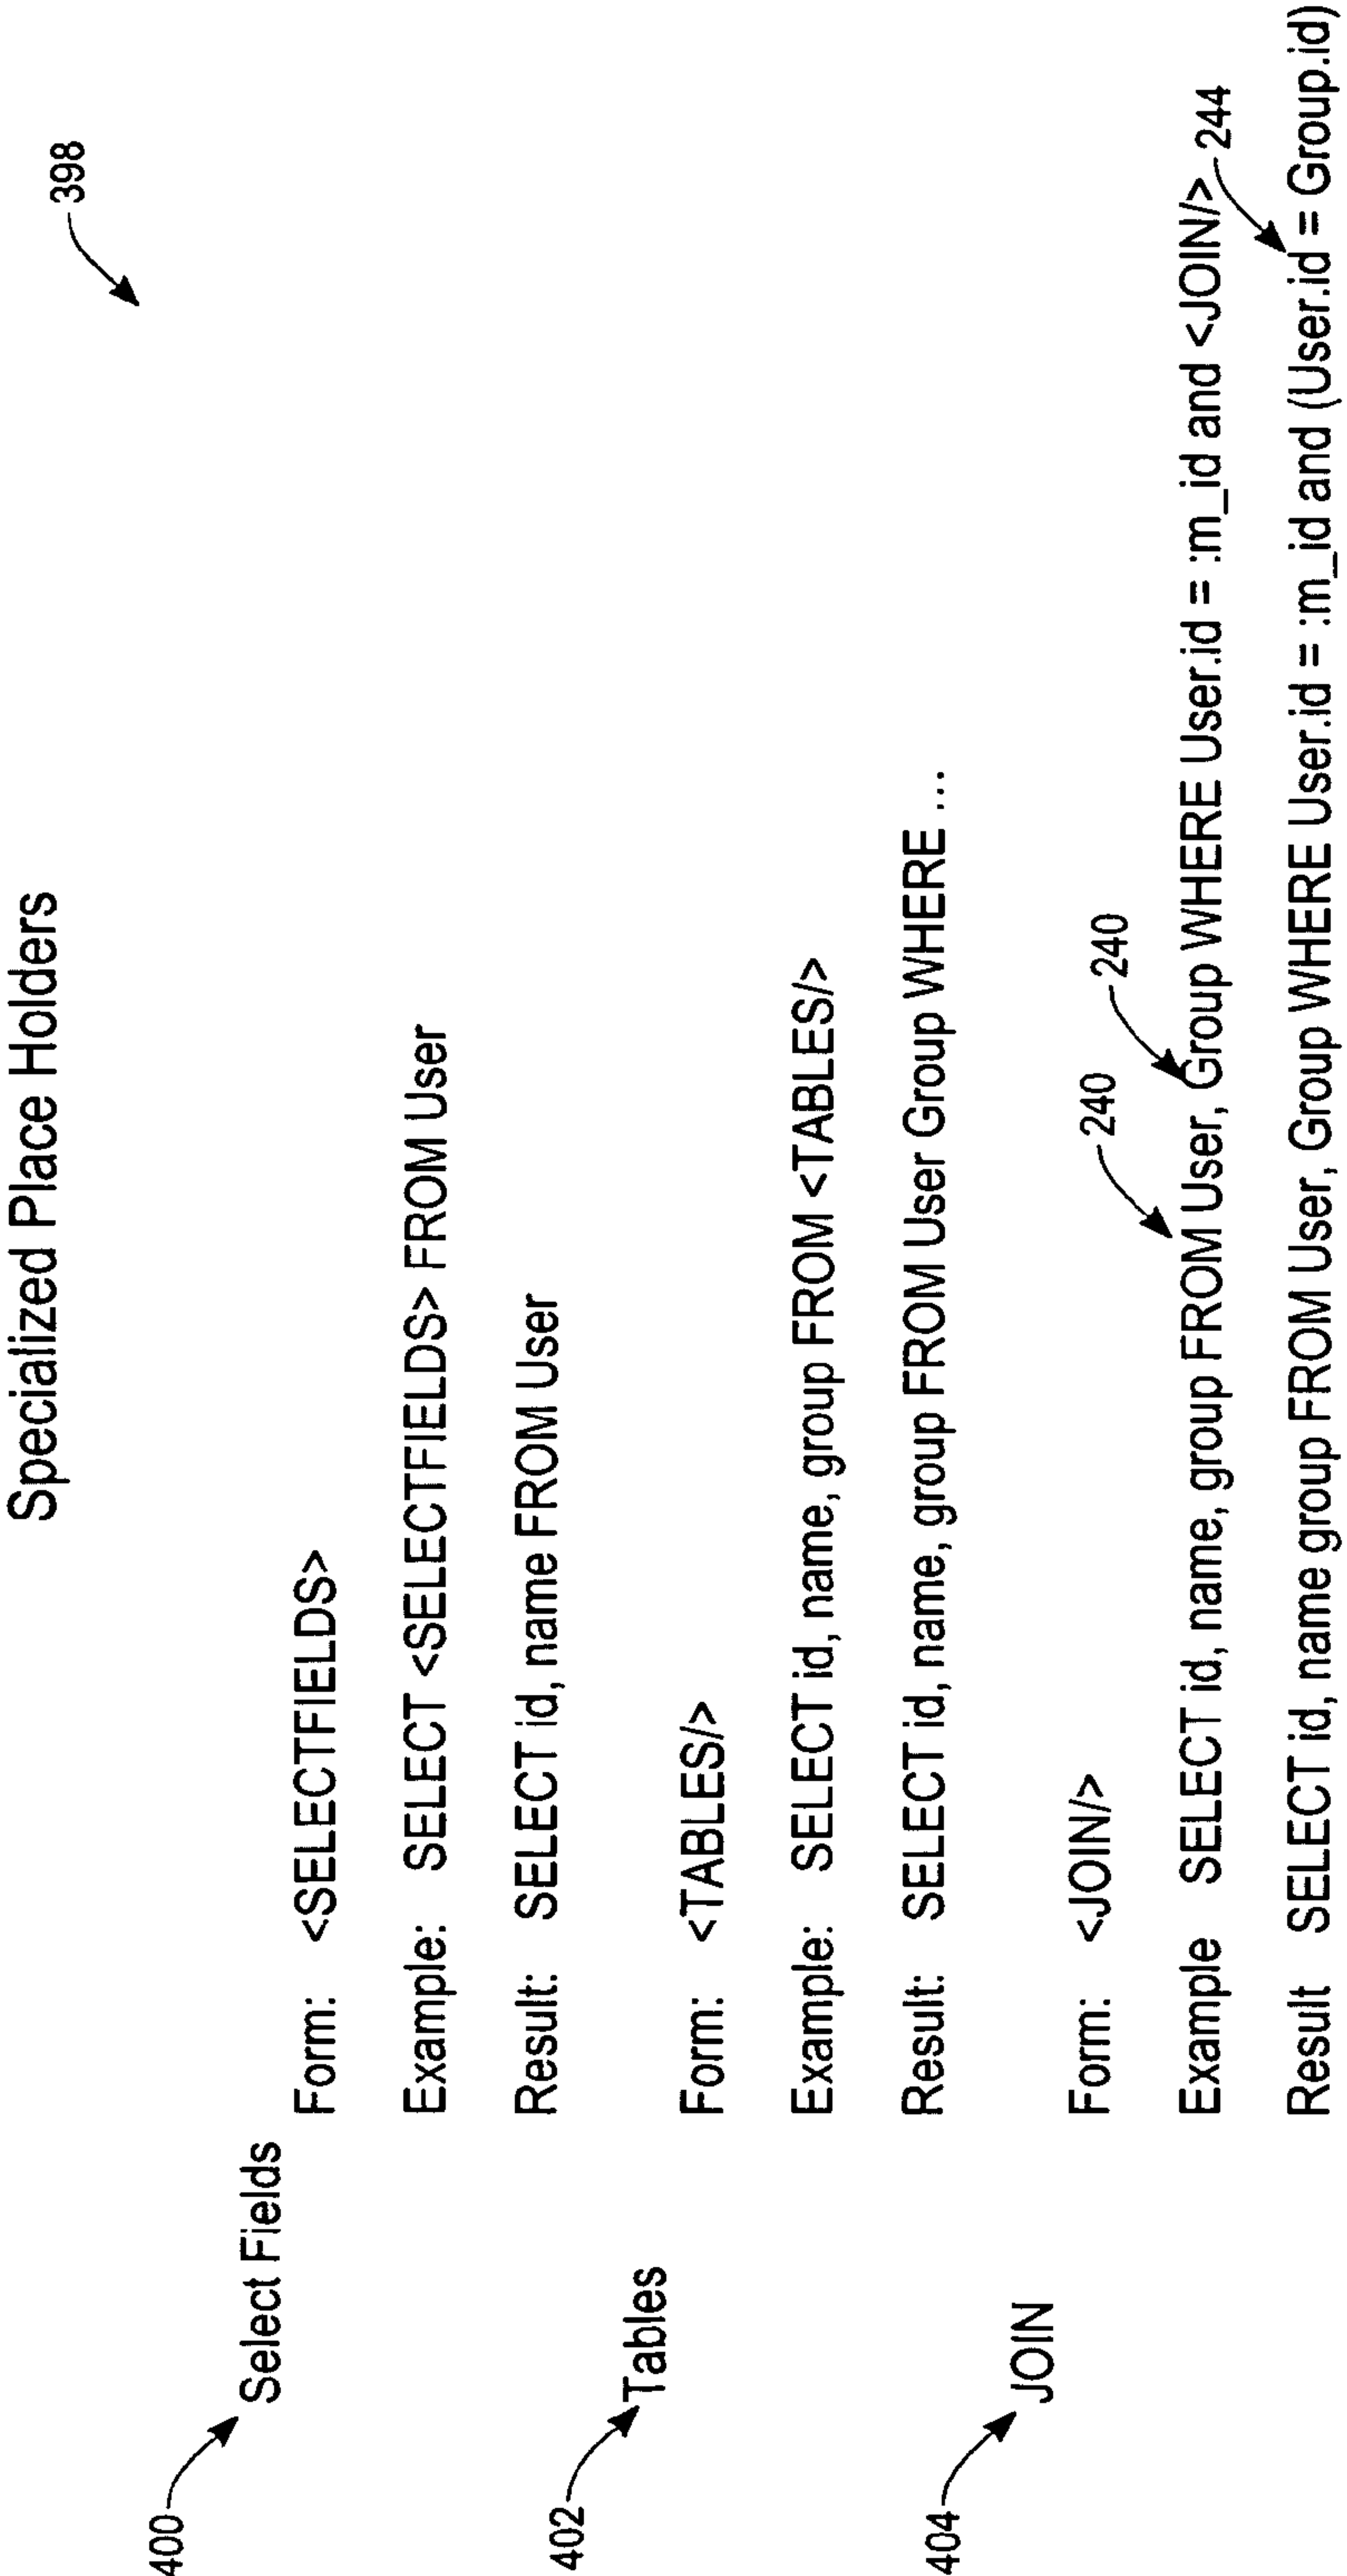 Specialized Place Holders
398
400
Select Fields
Form: <SELECTFIELDS>
Example: SELECT <SELECTFIELDS> FROM User
Result: SELECT id, name FROM User
402
Tables
Form: <TABLES/>
Example: SELECT id, name, group FROM <TABLES/>
Result: SELECT id, name, group FROM User Group WHERE ...
404
JOIN
Form: <JOIN/>
240 240
Example SELECT id, name, group FROM User, Group WHERE User.id = :m_id and <JOIN/>
244
Result SELECT id, name group FROM User, Group WHERE User.id = :m_id and (User.id = Group.id)